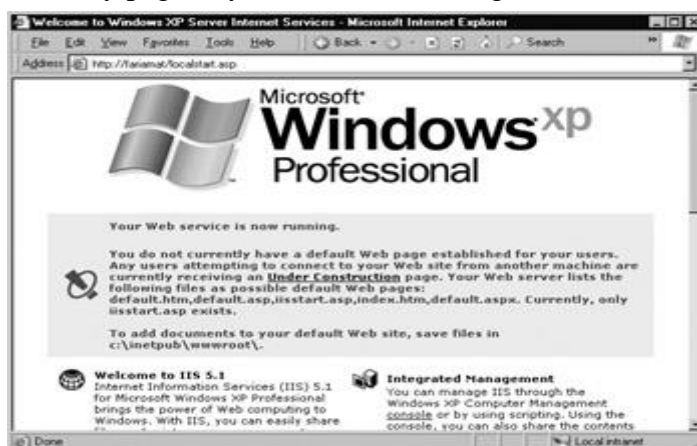 Welcome to Windows XP Server Internet Services - Microsoft Internet Explorer
File Edit View Favorites Tools Help Back Search
Address http://fariamat/localstart.asp
Microsoft
Windows xp
Professional
Your Web service is now running.
You do not currently have a default Web page established for your users.
Any users attempting to connect to your Web site from another machine are
currently receiving an Under Construction page. Your Web server lists the
following files as possible default Web pages:
default.htm,default.asp,iisstart.asp,index.htm,default.aspx. Currently, only
iisstart.asp exists.
To add documents to your default Web site, save files in
c:\inetpub\wwwroot\.
Welcome to IIS 5.1
Internet Information Services (IIS) 5.1
for Microsoft Windows XP Professional
brings the power of Web computing to
Windows. With IIS, you can easily share
Integrated Management
You can manage IIS through the
Windows XP Computer Management
console or by using scripting. Using the
console, you can also share the contents
Done
Local intranet